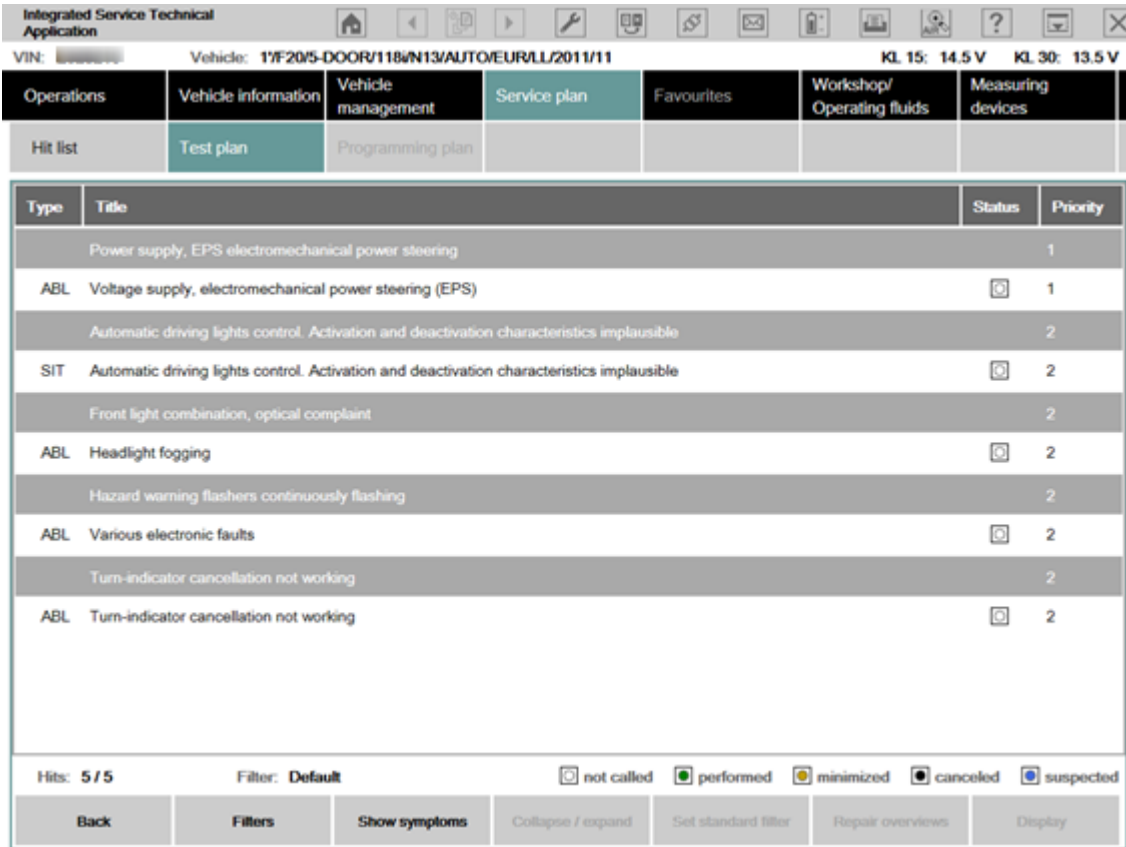 Integrated Service Technical
Application
VIN:
Vehicle: 1'/F20/5-DOOR/118i/N13/AUTO/EUR/LL/2011/11
KL 15: 14.5 V KL 30: 13.5 V
Operations
Vehicle information
Vehicle
management
Service plan
Favourites
Workshop/
Operating fluids
Measuring
devices
Hit list
Test plan
Programming plan
Type Title Status Priority
Power supply, EPS electromechanical power steering 1
ABL Voltage supply, electromechanical power steering (EPS) 1
Automatic driving lights control. Activation and deactivation characteristics implausible 2
SIT Automatic driving lights control. Activation and deactivation characteristics implausible 2
Front light combination, optical complaint 2
ABL Headlight fogging 2
Hazard warning flashers continuously flashing 2
ABL Various electronic faults 2
Turn-indicator cancellation not working 2
ABL Turn-indicator cancellation not working 2
Hits: 5 / 5 Filter: Default not called performed minimized canceled suspected
Back Filters Show symptoms Collapse / expand Set standard filter Repair overviews Display